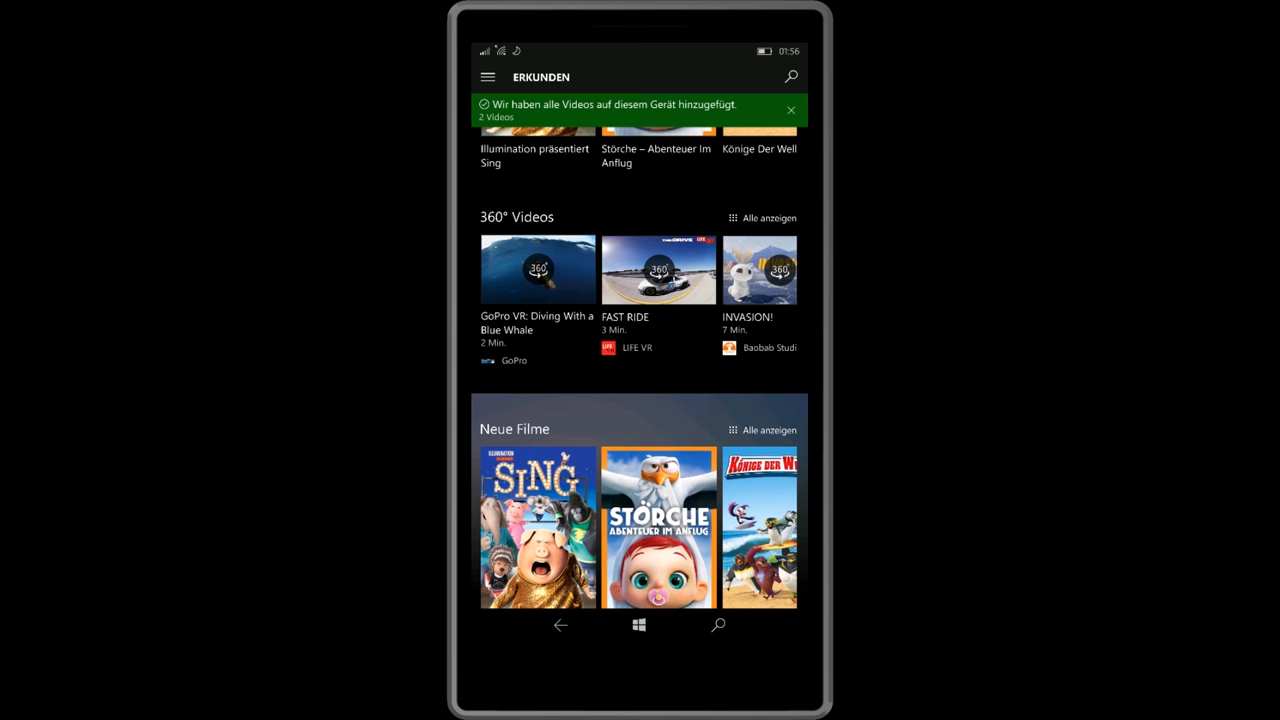 01:56
ERKUNDEN
Wir haben alle Videos auf diesem Gerät hinzugefügt.
2 Videos
Illumination präsentiert
Sing
Störche – Abenteuer Im
Anflug
Könige Der Well
360° Videos
Alle anzeigen
360°
360°
360°
THE DRIVE
LIFE
GoPro VR: Diving With a
Blue Whale
2 Min.
GoPro
FAST RIDE
3 Min.
LIFE VR
INVASION!
7 Min.
Baobab Studi
Neue Filme
Alle anzeigen
ILLUMINATION
SING
STÖRCHE
ABENTEUER IM ANFLUG
KÖNIGE DER W